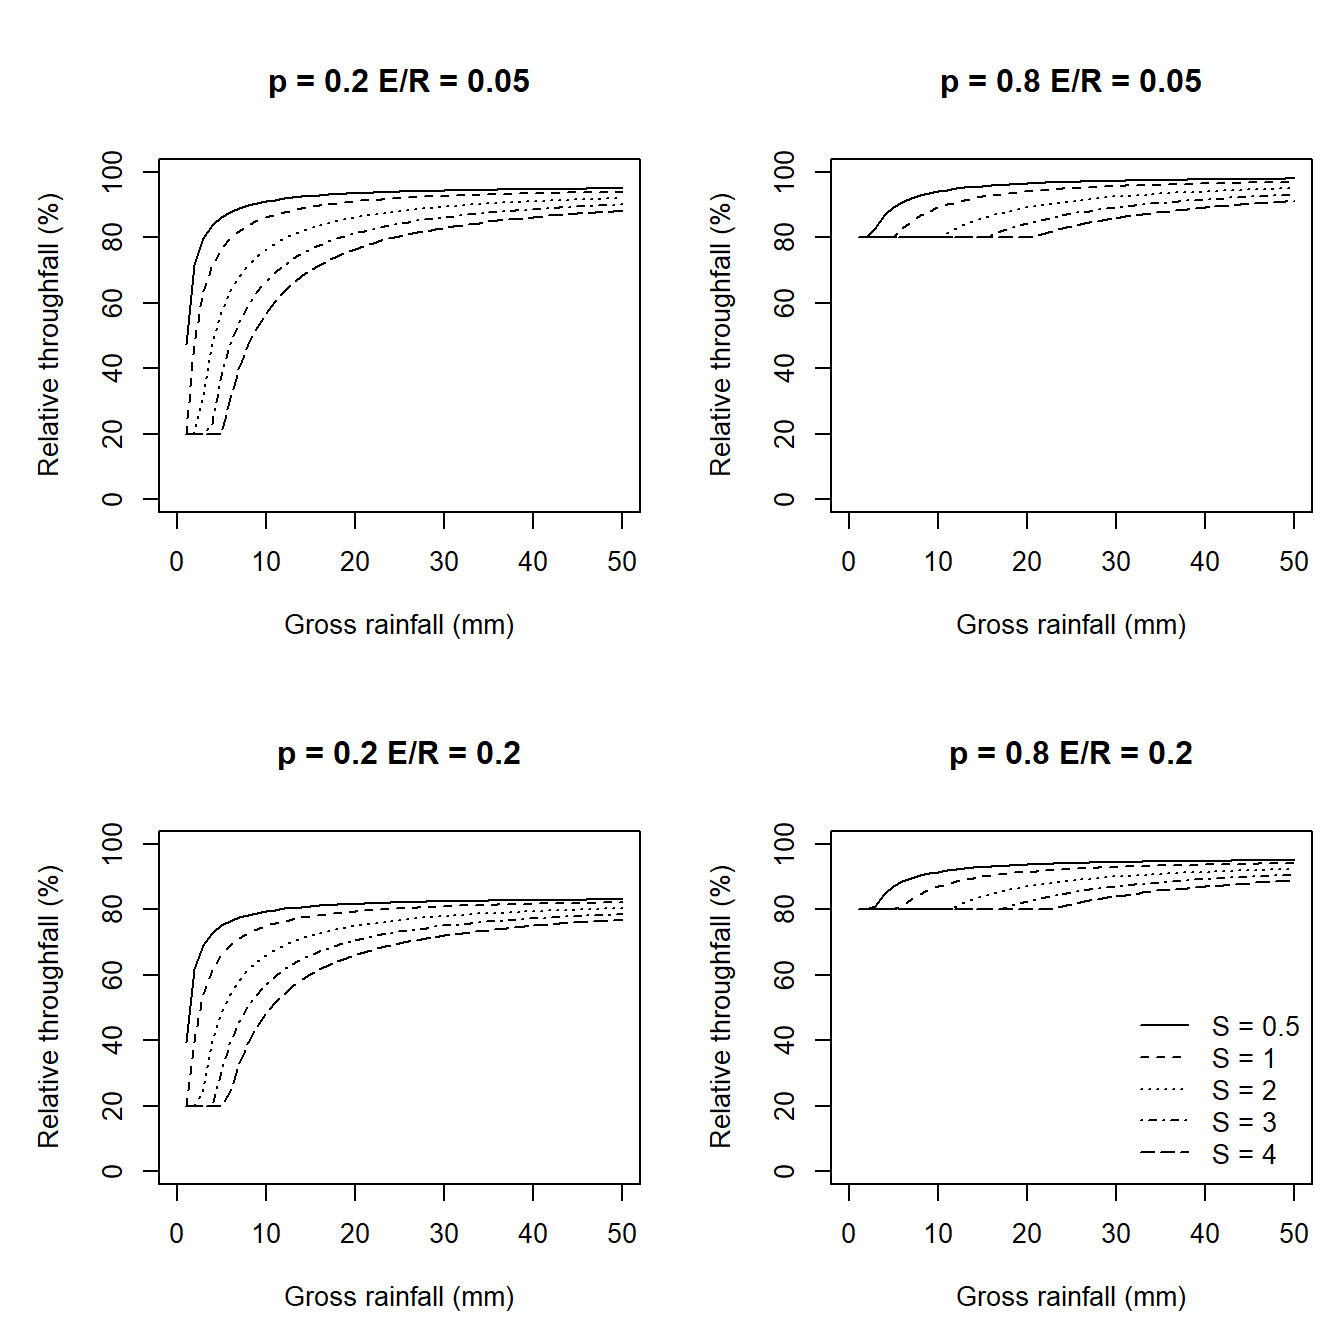 p = 0.2 E/R = 0.05
Relative throughfall (%)
100
80
60
40
20
0
0 10 20 30 40 50
Gross rainfall (mm)
p = 0.8 E/R = 0.05
Relative throughfall (%)
100
80
60
40
20
0
0 10 20 30 40 50
Gross rainfall (mm)
p = 0.2 E/R = 0.2
Relative throughfall (%)
100
80
60
40
20
0
0 10 20 30 40 50
Gross rainfall (mm)
p = 0.8 E/R = 0.2
Relative throughfall (%)
100
80
60
40
20
0
S = 0.5
S = 1
S = 2
S = 3
S = 4
0 10 20 30 40 50
Gross rainfall (mm)